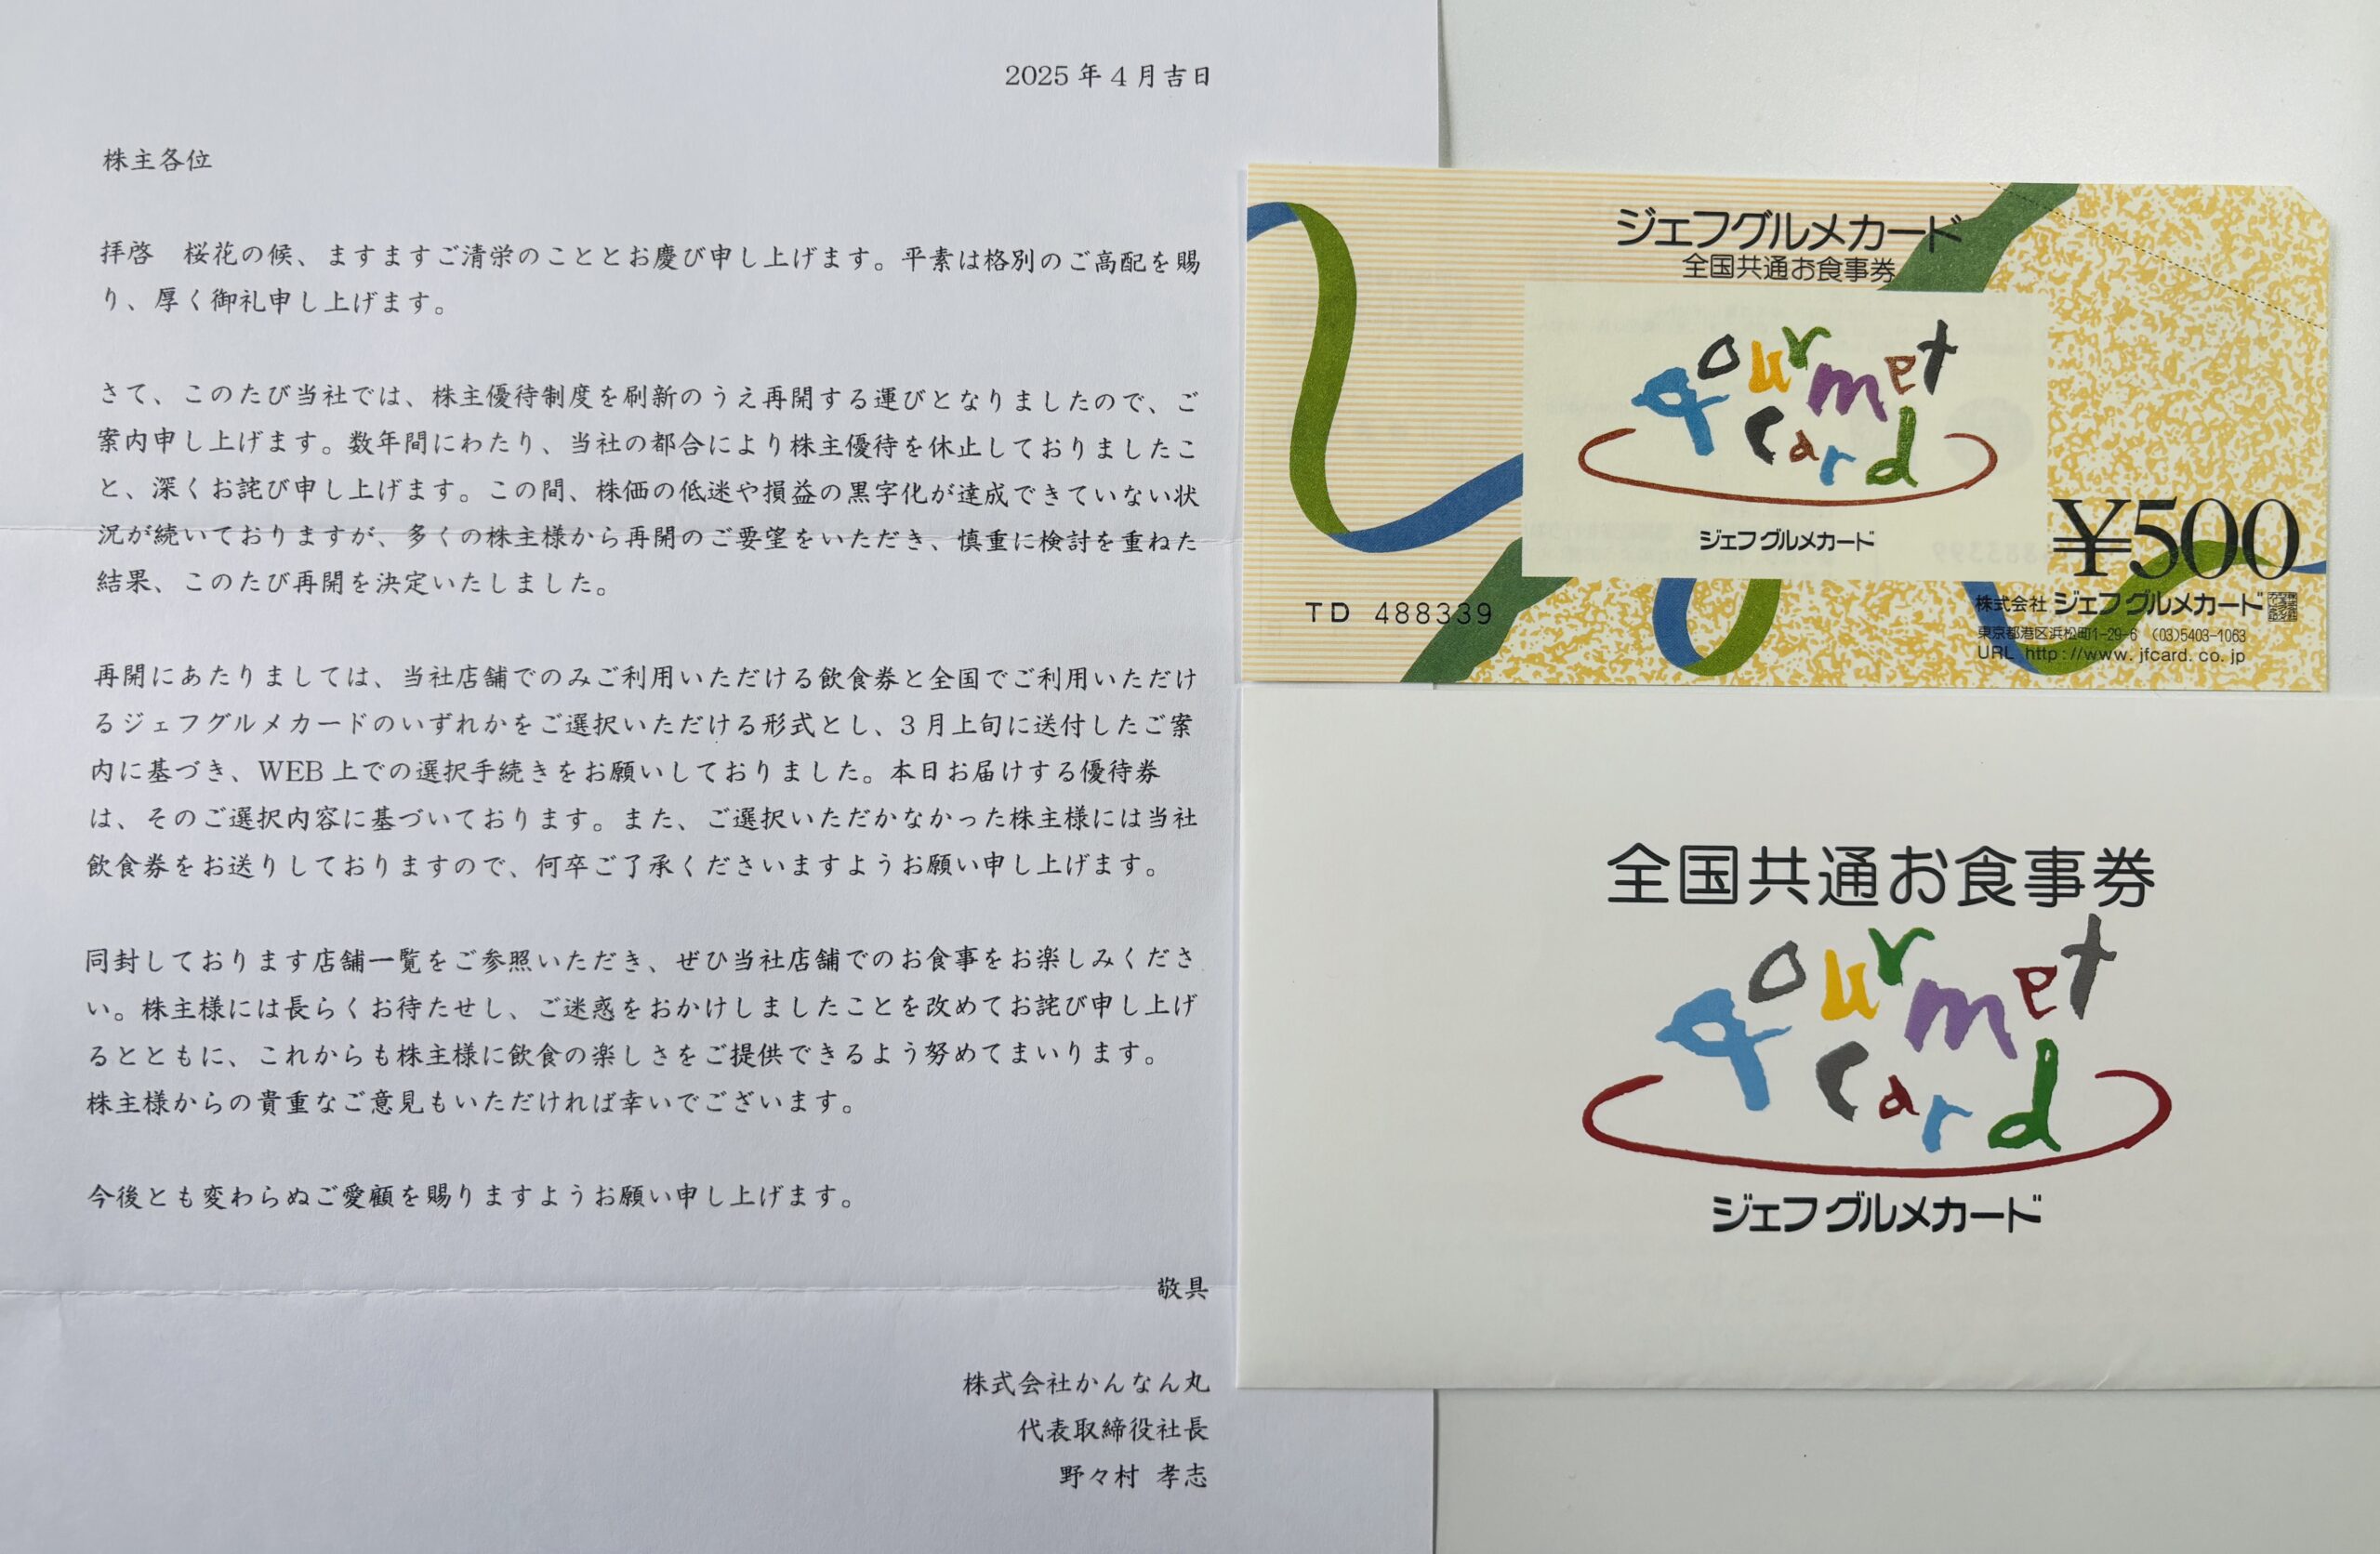 2025年4月吉日
株主各位
拝啓　桜花の候、ますますご清栄のこととお慶び申し上げます。平素は格別のご高配を賜
り、厚く御礼申し上げます。
さて、このたび当社では、株主優待制度を刷新のうえ再開する運びとなりましたので、ご
案内申し上げます。数年間にわたり、当社の都合により株主優待を休止しておりましたこ
と、深くお詫び申し上げます。この間、株価の低迷や損益の黒字化が達成できていない状
況が続いておりますが、多くの株主様から再開のご要望をいただき、慎重に検討を重ねた
結果、このたび再開を決定いたしました。
再開にあたりましては、当社店舗でのみご利用いただける飲食券と全国でご利用いただけ
るジェフグルメカードのいずれかをご選択いただける形式とし、3月上旬に送付したご案
内に基づき、WEB上での選択手続きをお願いしておりました。本日お届けする優待券
は、そのご選択内容に基づいております。また、ご選択いただかなかった株主様には当社
飲食券をお送りしておりますので、何卒ご了承くださいますようお願い申し上げます。
同封しております店舗一覧をご参照いただき、ぜひ当社店舗でのお食事をお楽しみくださ
い。株主様には長らくお待たせし、ご迷惑をおかけしましたことを改めてお詫び申し上げ
るとともに、これからも株主様に飲食の楽しさをご提供できるよう努めてまいります。
株主様からの貴重なご意見もいただければ幸いでございます。
今後とも変わらぬご愛顧を賜りますようお願い申し上げます。
敬具
株式会社かんなん丸
代表取締役社長
野々村 孝志
ジェフグルメカード
全国共通お食事券
gourmet
card
ジェフグルメカード
¥500
TD 488339
株式会社ジェフグルメカード
東京都港区浜松町1-29-6 (03)5403-1063
URL http://www.jfcard.co.jp
全国共通お食事券
gourmet
card
ジェフグルメカード